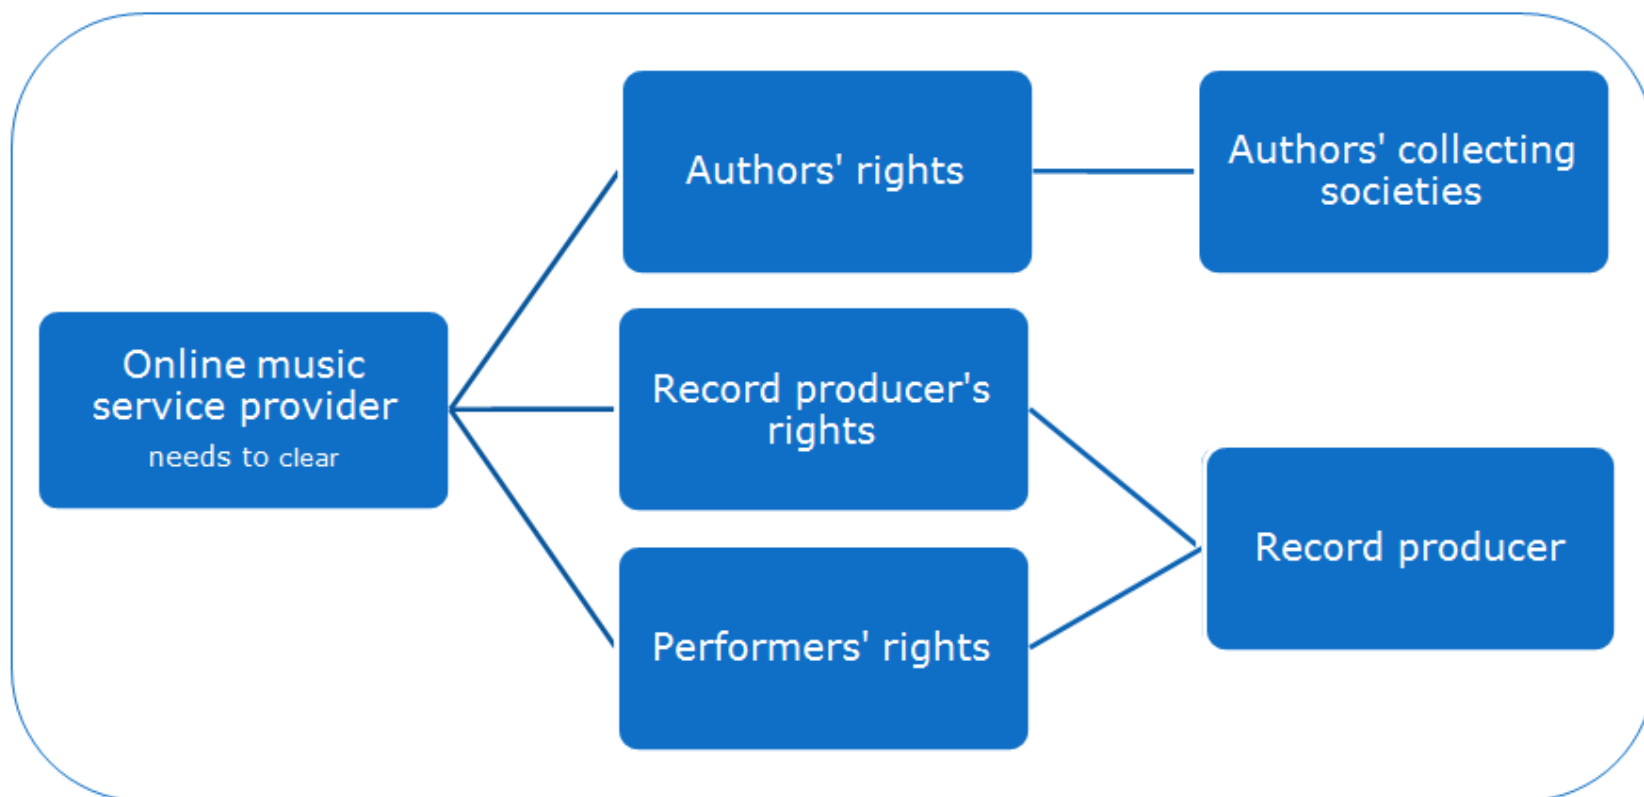 Online music
service provider
needs to clear
Authors' rights
Record producer's
rights
Performers' rights
Authors' collecting
societies
Record producer